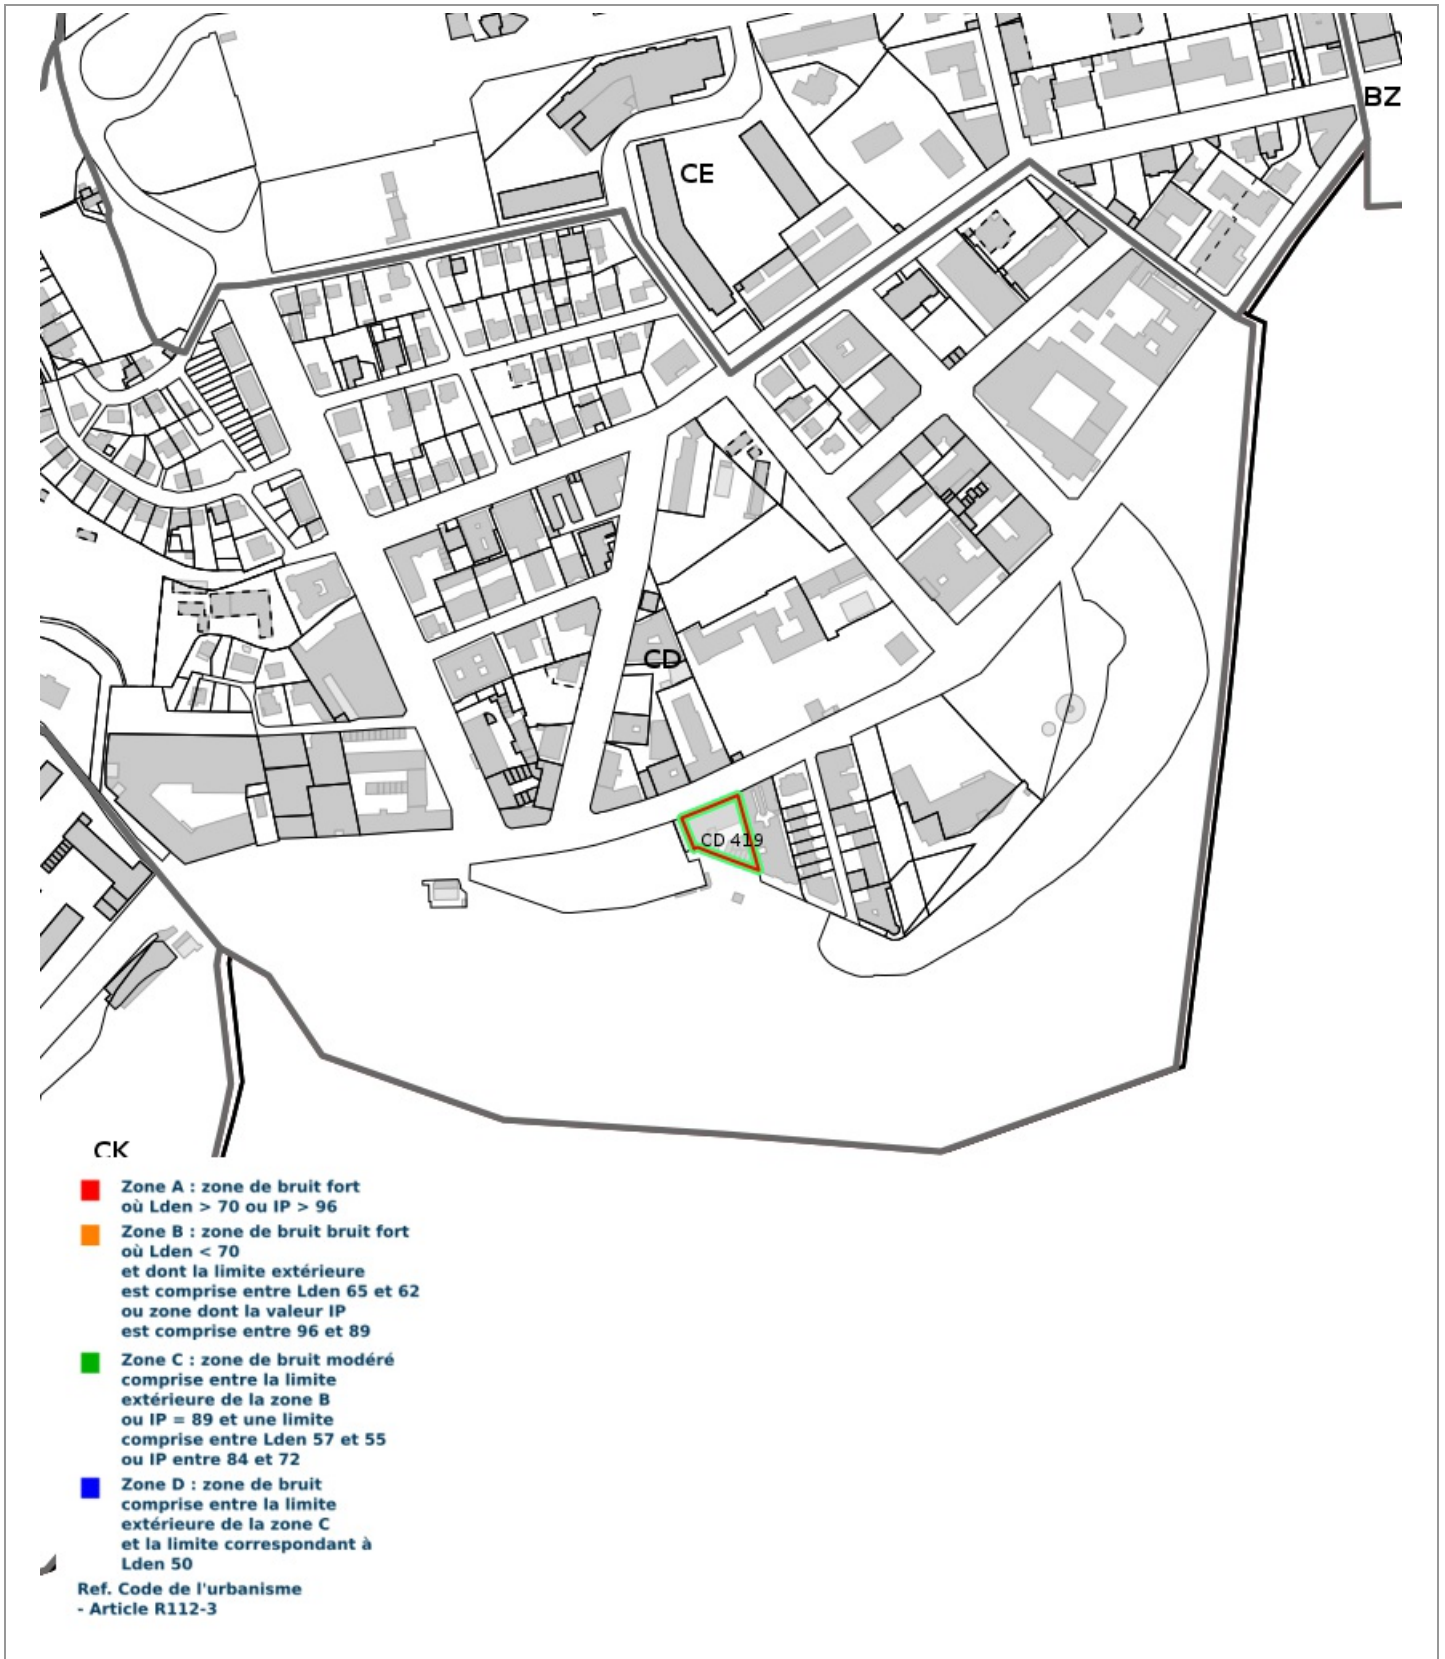 BZ
CE
CD
CD 419
CK
Zone A : zone de bruit fort
où Lden > 70 ou IP > 96
Zone B : zone de bruit bruit fort
où Lden < 70
et dont la limite extérieure
est comprise entre Lden 65 et 62
ou zone dont la valeur IP
est comprise entre 96 et 89
Zone C : zone de bruit modéré
comprise entre la limite
extérieure de la zone B
ou IP = 89 et une limite
comprise entre Lden 57 et 55
ou IP entre 84 et 72
Zone D : zone de bruit
comprise entre la limite
extérieure de la zone C
et la limite correspondant à
Lden 50
Ref. Code de l'urbanisme
- Article R112-3